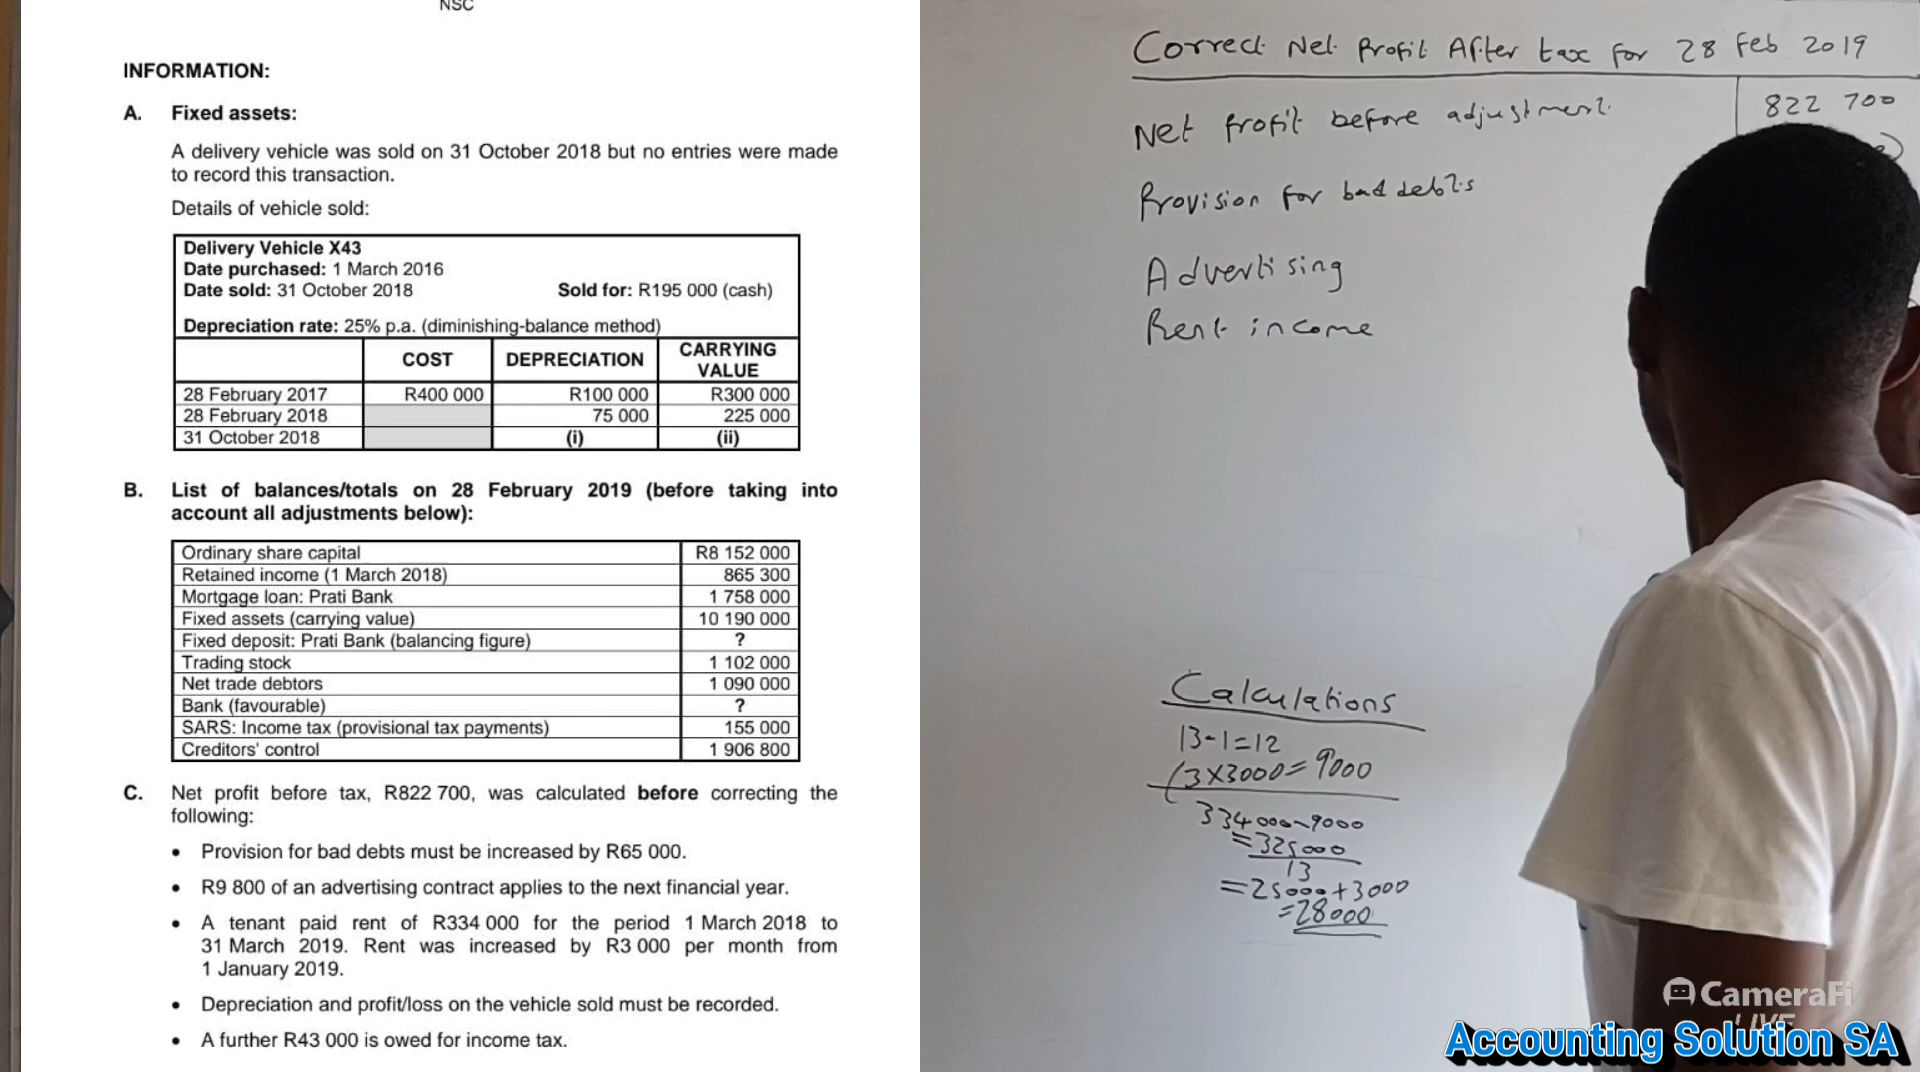 NSC
INFORMATION:
A. Fixed assets:
A delivery vehicle was sold on 31 October 2018 but no entries were made
to record this transaction.
Details of vehicle sold:
Delivery Vehicle X43
Date purchased: 1 March 2016
Date sold: 31 October 2018 Sold for: R195 000 (cash)
Depreciation rate: 25% p.a. (diminishing-balance method)
COST DEPRECIATION CARRYING
VALUE
28 February 2017 R400 000 R100 000 R300 000
28 February 2018 75 000 225 000
31 October 2018 (i) (ii)
B. List of balances/totals on 28 February 2019 (before taking into
account all adjustments below):
Ordinary share capital R8 152 000
Retained income (1 March 2018) 865 300
Mortgage loan: Prati Bank 1 758 000
Fixed assets (carrying value) 10 190 000
Fixed deposit: Prati Bank (balancing figure) ?
Trading stock 1 102 000
Net trade debtors 1 090 000
Bank (favourable) ?
SARS: Income tax (provisional tax payments) 155 000
Creditors' control 1 906 800
C. Net profit before tax, R822 700, was calculated before correcting the
following:
• Provision for bad debts must be increased by R65 000.
• R9 800 of an advertising contract applies to the next financial year.
• A tenant paid rent of R334 000 for the period 1 March 2018 to
31 March 2019. Rent was increased by R3 000 per month from
1 January 2019.
• Depreciation and profit/loss on the vehicle sold must be recorded.
• A further R43 000 is owed for income tax.
Correct Net Profit After tax for 28 Feb 2019
Net Profit before adjustment 822 700
Provision for bad debts
Advertising
Rent income
Calculations
13-1=12
(3x3000=9000
334000-9000
=325000
13
=25000+3000
=28000
CameraFi
LIVE
Accounting Solution SA